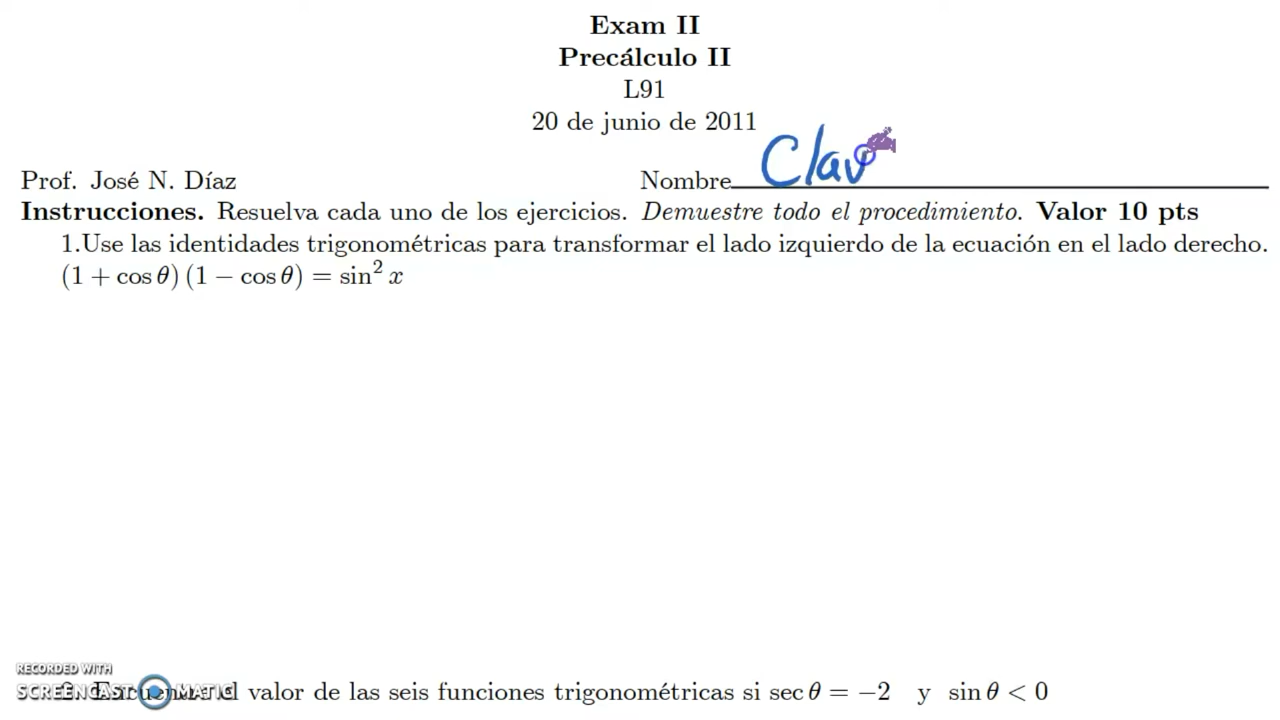 Exam II
Precálculo II
L91
20 de junio de 2011
Prof. José N. Díaz Nombre Clav
Instrucciones. Resuelva cada uno de los ejercicios. Demuestre todo el procedimiento. Valor 10 pts
1.Use las identidades trigonométricas para transformar el lado izquierdo de la ecuación en el lado derecho.
(1 + cos θ) (1 − cos θ) = sin² x
RECORDED WITH
SCREENCAST MATIC
el valor de las seis funciones trigonométricas si sec θ = −2 y sin θ < 0